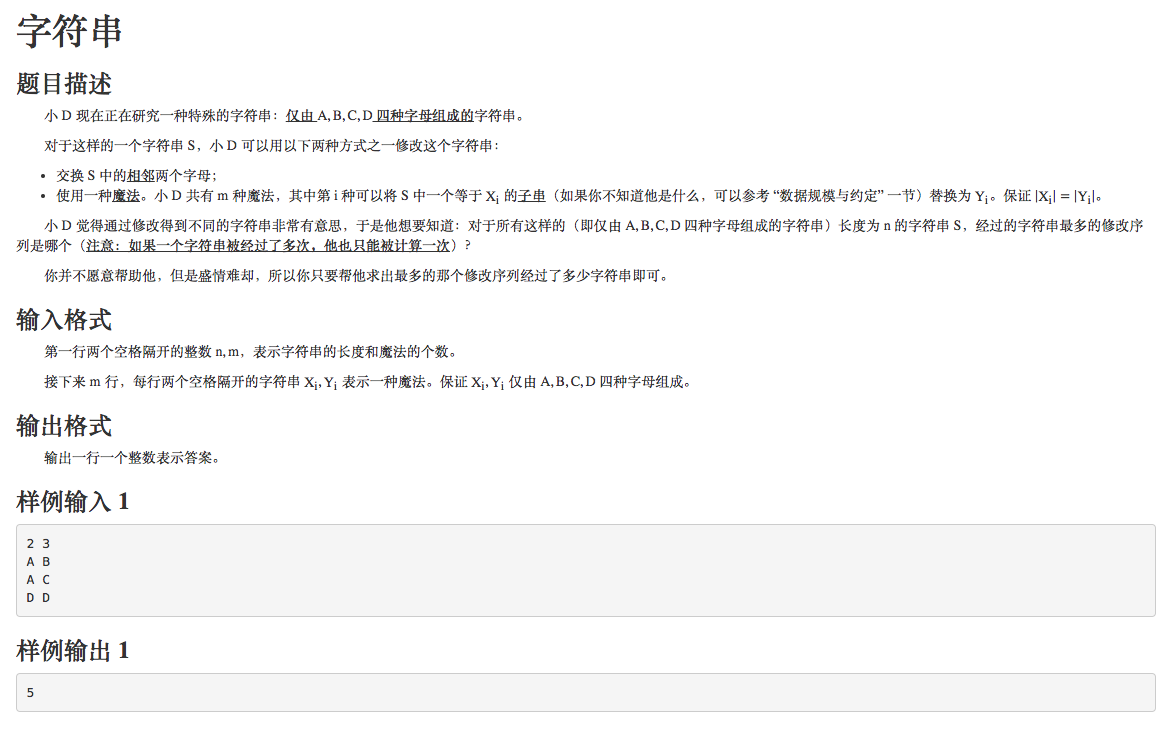 字符串
题目描述
小 D 现在正在研究一种特殊的字符串：仅由 A, B, C, D 四种字母组成的字符串。
对于这样的一个字符串 S，小 D 可以用以下两种方式之一修改这个字符串：
• 交换 S 中的相邻两个字母；
• 使用一种魔法。小 D 共有 m 种魔法，其中第 i 种可以将 S 中一个等于 Xi 的子串（如果你不知道他是什么，可以参考 “数据规模与约定” 一节）替换为 Yi。保证 |Xi| = |Yi|。
小 D 觉得通过修改得到不同的字符串非常有意思，于是他想要知道：对于所有这样的（即仅由 A, B, C, D 四种字母组成的字符串）长度为 n 的字符串 S，经过的字符串最多的修改序
列是哪个（注意：如果一个字符串被经过了多次，他也只能被计算一次）？
你并不愿意帮助他，但是盛情难却，所以你只要帮他求出最多的那个修改序列经过了多少字符串即可。
输入格式
第一行两个空格隔开的整数 n, m，表示字符串的长度和魔法的个数。
接下来 m 行，每行两个空格隔开的字符串 Xi, Yi 表示一种魔法。保证 Xi, Yi 仅由 A, B, C, D 四种字母组成。
输出格式
输出一行一个整数表示答案。
样例输入 1
2 3
A B
A C
D D
样例输出 1
5